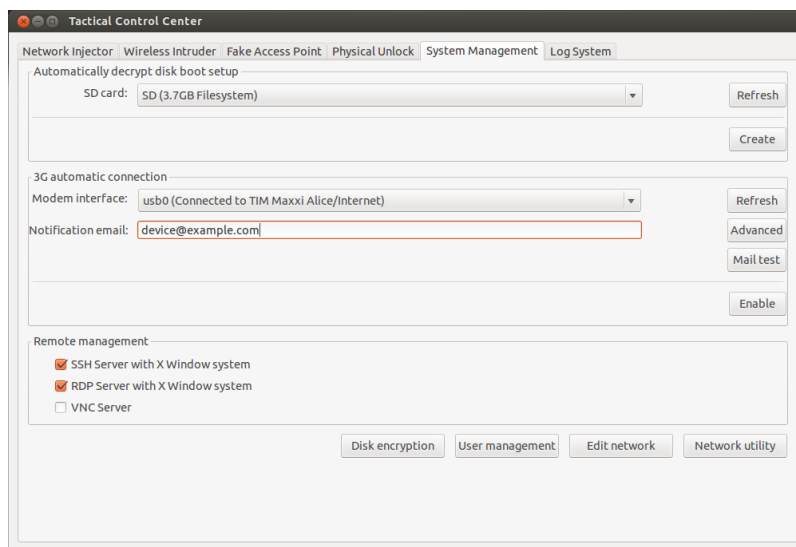 Tactical Control Center
Network Injector Wireless Intruder Fake Access Point Physical Unlock System Management Log System
Automatically decrypt disk boot setup
SD card: SD (3.7GB Filesystem) Refresh
Create
3G automatic connection
Modem interface: usb0 (Connected to TIM Maxxi Alice/Internet) Refresh
Notification email: device@example.com Advanced
Mail test
Enable
Remote management
SSH Server with X Window system
RDP Server with X Window system
VNC Server
Disk encryption User management Edit network Network utility